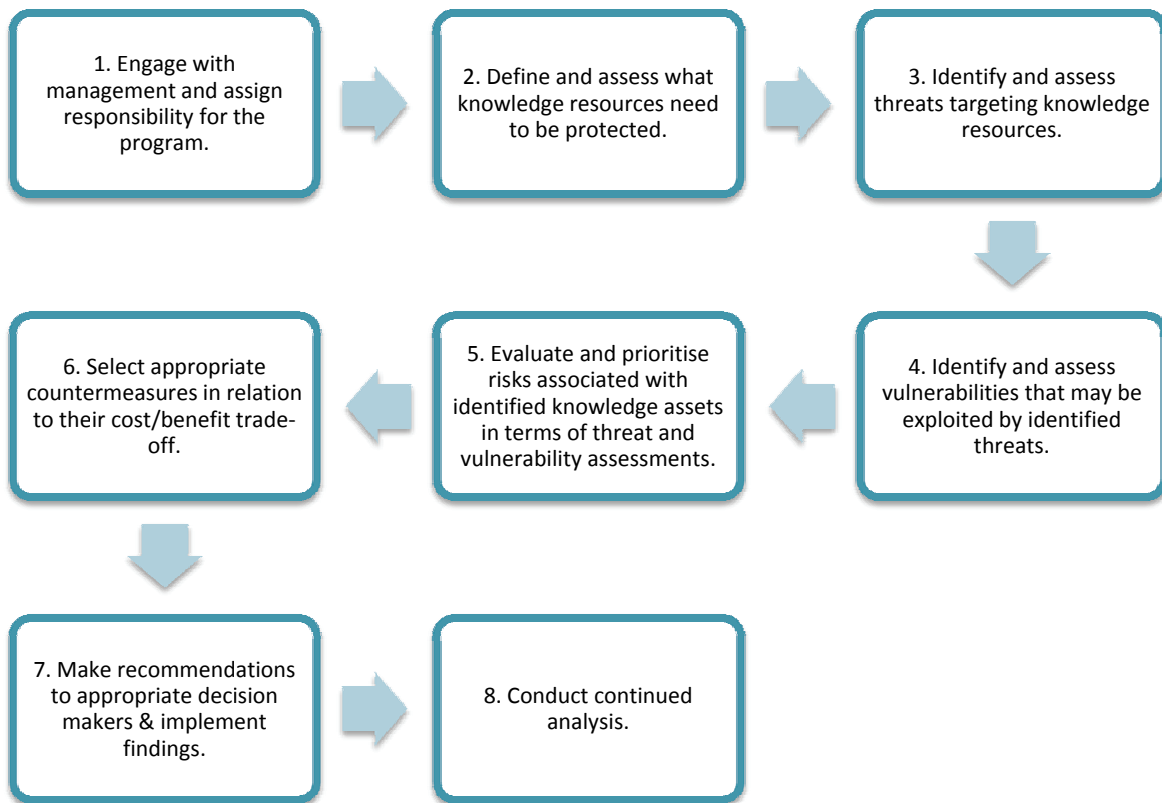 1. Engage with
management and assign
responsibility for the
program.
2. Define and assess what
knowledge resources need
to be protected.
3. Identify and assess
threats targeting knowledge
resources.
4. Identify and assess
vulnerabilities that may be
exploited by identified
threats.
5. Evaluate and prioritise
risks associated with
identified knowledge assets
in terms of threat and
vulnerability assessments.
6. Select appropriate
countermeasures in relation
to their cost/benefit trade-
off.
7. Make recommendations
to appropriate decision
makers & implement
findings.
8. Conduct continued
analysis.